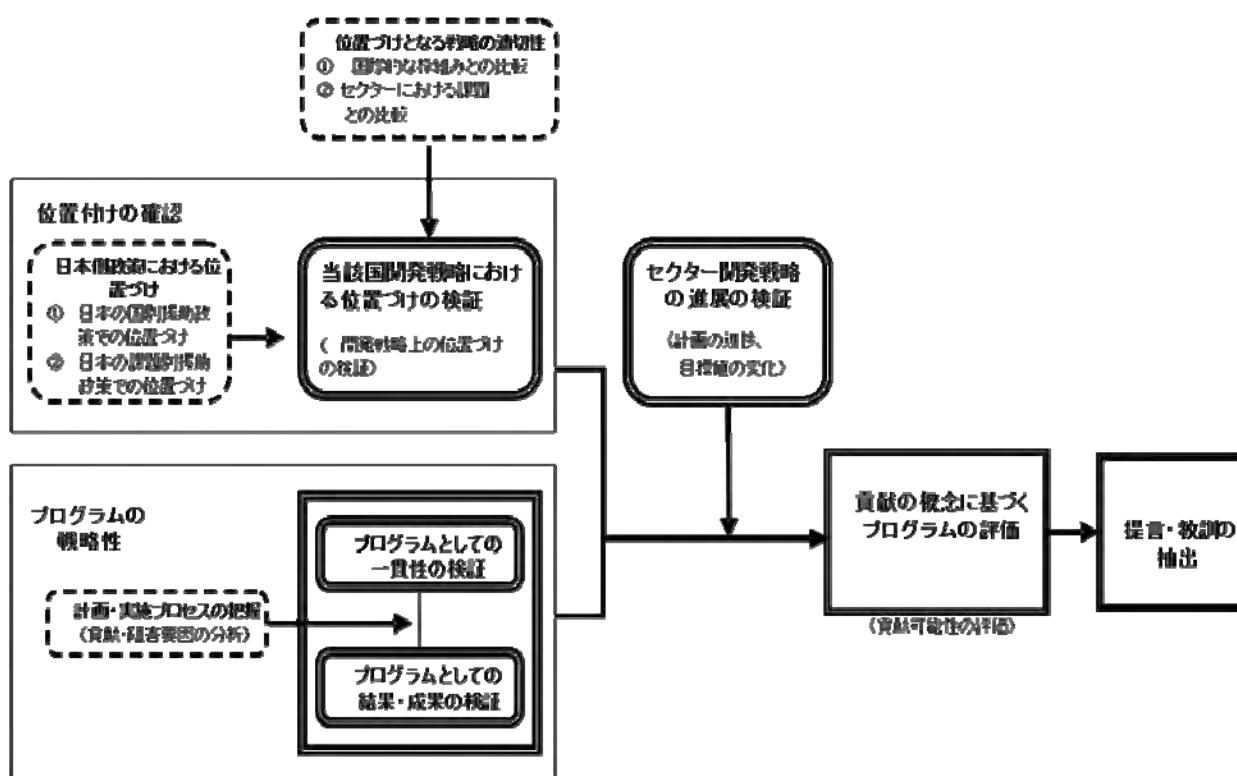 位置づけとなる戦略の適切性
① 国際的な枠組みとの比較
② セクターにおける課題
との比較
位置付けの確認
日本側政策における位
置づけ
① 日本の国別援助政
策での位置づけ
② 日本の課題別援助
政策での位置づけ
当該国開発戦略におけ
る位置づけの検証
( 開発戦略上の位置づけ
の検証)
セクター開発戦略
の進展の検証
(計画の進捗、
目標値の変化)
プログラムの
戦略性
計画・実施プロセスの把握
(貢献・阻害要因の分析)
プログラムとしての
一貫性の検証
プログラムとしての
結果・成果の検証
貢献の概念に基づく
プログラムの評価
(貢献可能性の評価)
提言・教訓の
抽出